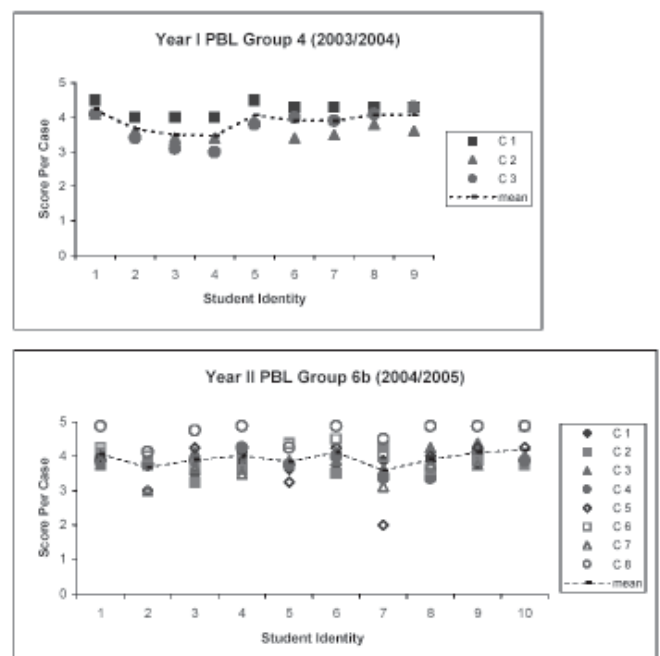 Year I PBL Group 4 (2003/2004)
5
4
3
2
1
0
Score Per Case
1 2 3 4 5 6 7 8 9
Student Identity
C 1
C 2
C 3
mean
Year II PBL Group 6b (2004/2005)
5
4
3
2
1
0
Score Per Case
1 2 3 4 5 6 7 8 9 10
Student Identity
C 1
C 2
C 3
C 4
C 5
C 6
C 7
C 8
mean